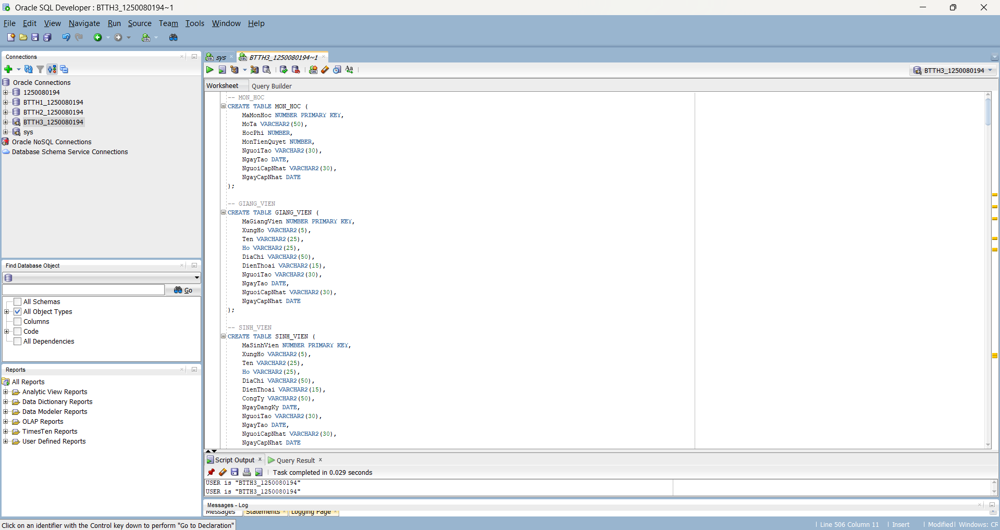 Oracle SQL Developer : BTTH3_1250080194~1
File Edit View Navigate Run Source Team Tools Window Help
Connections
Oracle Connections
1250080194
BTTH1_1250080194
BTTH2_1250080194
BTTH3_1250080194
sys
Oracle NoSQL Connections
Database Schema Service Connections
Find Database Object
Go
All Schemas
All Object Types
Columns
Code
All Dependencies
Reports
All Reports
Analytic View Reports
Data Dictionary Reports
Data Modeler Reports
OLAP Reports
TimesTen Reports
User Defined Reports
sys BTTH3_1250080194~1
BTTH3_1250080194
Worksheet Query Builder
-- MON_HOC
CREATE TABLE MON_HOC (
MaMonHoc NUMBER PRIMARY KEY,
MoTa VARCHAR2(50),
HocPhi NUMBER,
MonTienQuyet NUMBER,
NguoiTao VARCHAR2(30),
NgayTao DATE,
NguoiCapNhat VARCHAR2(30),
NgayCapNhat DATE
);
-- GIANG_VIEN
CREATE TABLE GIANG_VIEN (
MaGiangVien NUMBER PRIMARY KEY,
XungHo VARCHAR2(5),
Ten VARCHAR2(25),
Ho VARCHAR2(25),
DiaChi VARCHAR2(50),
DienThoai VARCHAR2(15),
NguoiTao VARCHAR2(30),
NgayTao DATE,
NguoiCapNhat VARCHAR2(30),
NgayCapNhat DATE
);
-- SINH_VIEN
CREATE TABLE SINH_VIEN (
MaSinhVien NUMBER PRIMARY KEY,
XungHo VARCHAR2(5),
Ten VARCHAR2(25),
Ho VARCHAR2(25),
DiaChi VARCHAR2(50),
DienThoai VARCHAR2(15),
CongTy VARCHAR2(50),
NgayDangKy DATE,
NguoiTao VARCHAR2(30),
NgayTao DATE,
NguoiCapNhat VARCHAR2(30),
NgayCapNhat DATE
Script Output Query Result
Task completed in 0.029 seconds
USER is "BTTH3_1250080194"
USER is "BTTH3_1250080194"
Messages - Log
Messages Statements Logging Page
Click on an identifier with the Control key down to perform "Go to Declaration"
Line 506 Column 11 Insert Modified Windows: CR